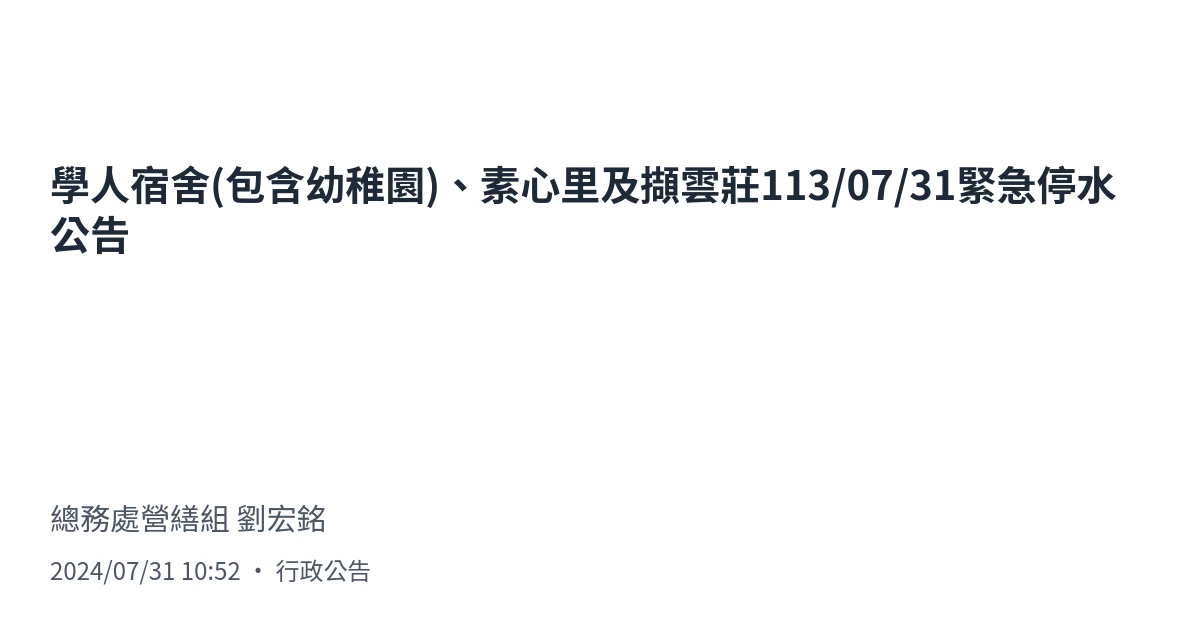 學人宿舍(包含幼稚園)、素心里及擷雲莊113/07/31緊急停水
公告
總務處營繕組 劉宏銘
2024/07/31 10:52 • 行政公告